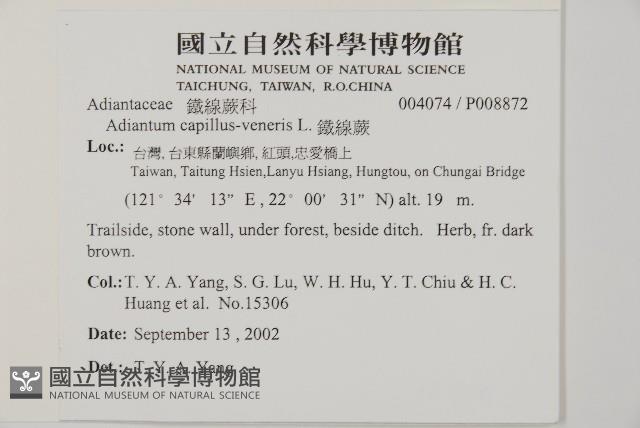 國立自然科學博物館
NATIONAL MUSEUM OF NATURAL SCIENCE
TAICHUNG, TAIWAN, R.O.CHINA
Adiantaceae 鐵線蕨科 004074 / P008872
Adiantum capillus-veneris L. 鐵線蕨
Loc.: 台灣, 台東縣蘭嶼鄉, 紅頭,忠愛橋上
Taiwan, Taitung Hsien,Lanyu Hsiang, Hungtou, on Chungai Bridge
(121° 34' 13" E , 22° 00' 31" N) alt. 19 m.
Trailside, stone wall, under forest, beside ditch. Herb, fr. dark
brown.
Col.: T. Y. A. Yang, S. G. Lu, W. H. Hu, Y. T. Chiu & H. C.
Huang et al. No.15306
Date: September 13 , 2002
Det.: T. Y. A. Yang
國立自然科學博物館
NATIONAL MUSEUM OF NATURAL SCIENCE